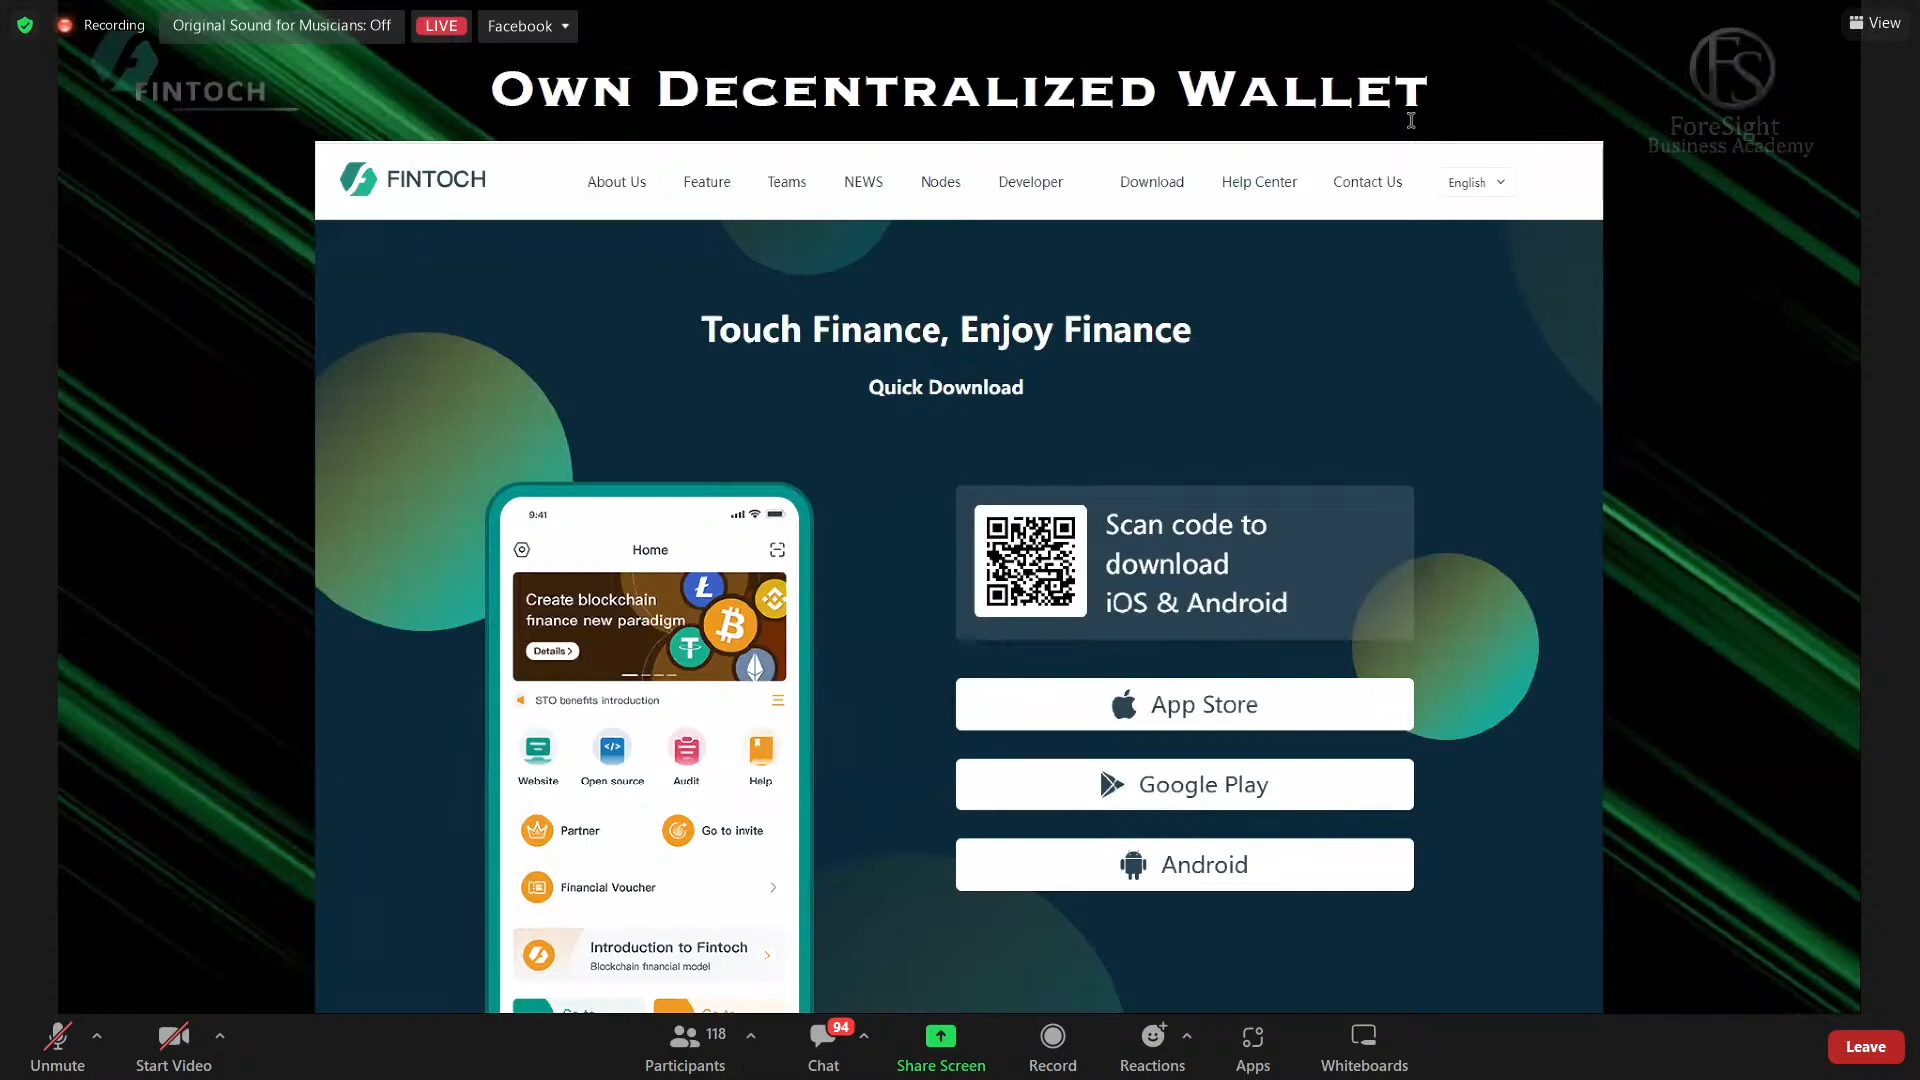 Recording
Original Sound for Musicians: Off
LIVE
Facebook
View
FINTOCH
OWN DECENTRALIZED WALLET
FS
ForeSight
Business Academy
FINTOCH
About Us
Feature
Teams
NEWS
Nodes
Developer
Download
Help Center
Contact Us
English
Touch Finance, Enjoy Finance
Quick Download
9:41
Home
Create blockchain
finance new paradigm
Details >
STO benefits introduction
Website
Open source
Audit
Help
Partner
Go to invite
Financial Voucher
Introduction to Fintoch
Blockchain financial model
Scan code to
download
iOS & Android
App Store
Google Play
Android
Unmute
Start Video
118
Participants
94
Chat
Share Screen
Record
Reactions
Apps
Whiteboards
Leave